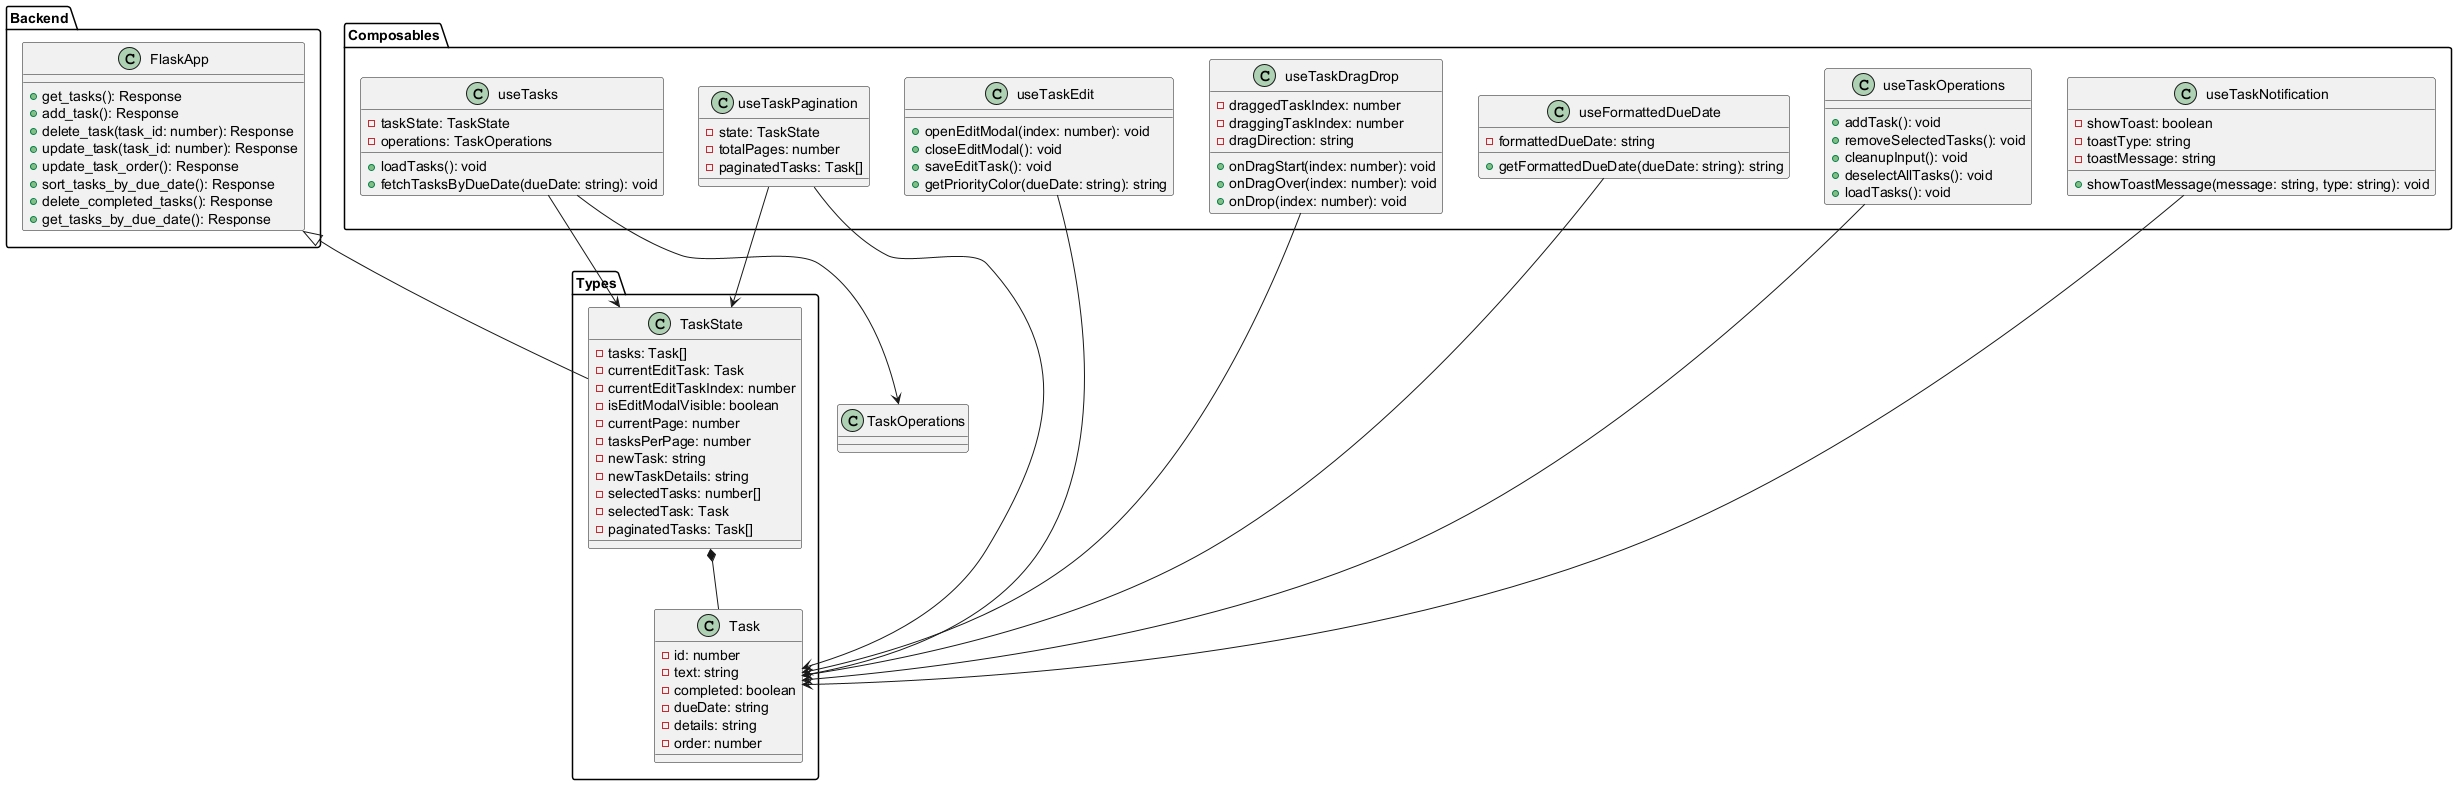 Backend
C FlaskApp
get_tasks(): Response
add_task(): Response
delete_task(task_id: number): Response
update_task(task_id: number): Response
update_task_order(): Response
sort_tasks_by_due_date(): Response
delete_completed_tasks(): Response
get_tasks_by_due_date(): Response
Composables
C useTasks
taskState: TaskState
operations: TaskOperations
loadTasks(): void
fetchTasksByDueDate(dueDate: string): void
C useTaskPagination
state: TaskState
totalPages: number
paginatedTasks: Task[]
C useTaskEdit
openEditModal(index: number): void
closeEditModal(): void
saveEditTask(): void
getPriorityColor(dueDate: string): string
C useTaskDragDrop
draggedTaskIndex: number
draggingTaskIndex: number
dragDirection: string
onDragStart(index: number): void
onDragOver(index: number): void
onDrop(index: number): void
C useFormattedDueDate
formattedDueDate: string
getFormattedDueDate(dueDate: string): string
C useTaskOperations
addTask(): void
removeSelectedTasks(): void
cleanupInput(): void
deselectAllTasks(): void
loadTasks(): void
C useTaskNotification
showToast: boolean
toastType: string
toastMessage: string
showToastMessage(message: string, type: string): void
Types
C TaskState
tasks: Task[]
currentEditTask: Task
currentEditTaskIndex: number
isEditModalVisible: boolean
currentPage: number
tasksPerPage: number
newTask: string
newTaskDetails: string
selectedTasks: number[]
selectedTask: Task
paginatedTasks: Task[]
C TaskOperations
C Task
id: number
text: string
completed: boolean
dueDate: string
details: string
order: number